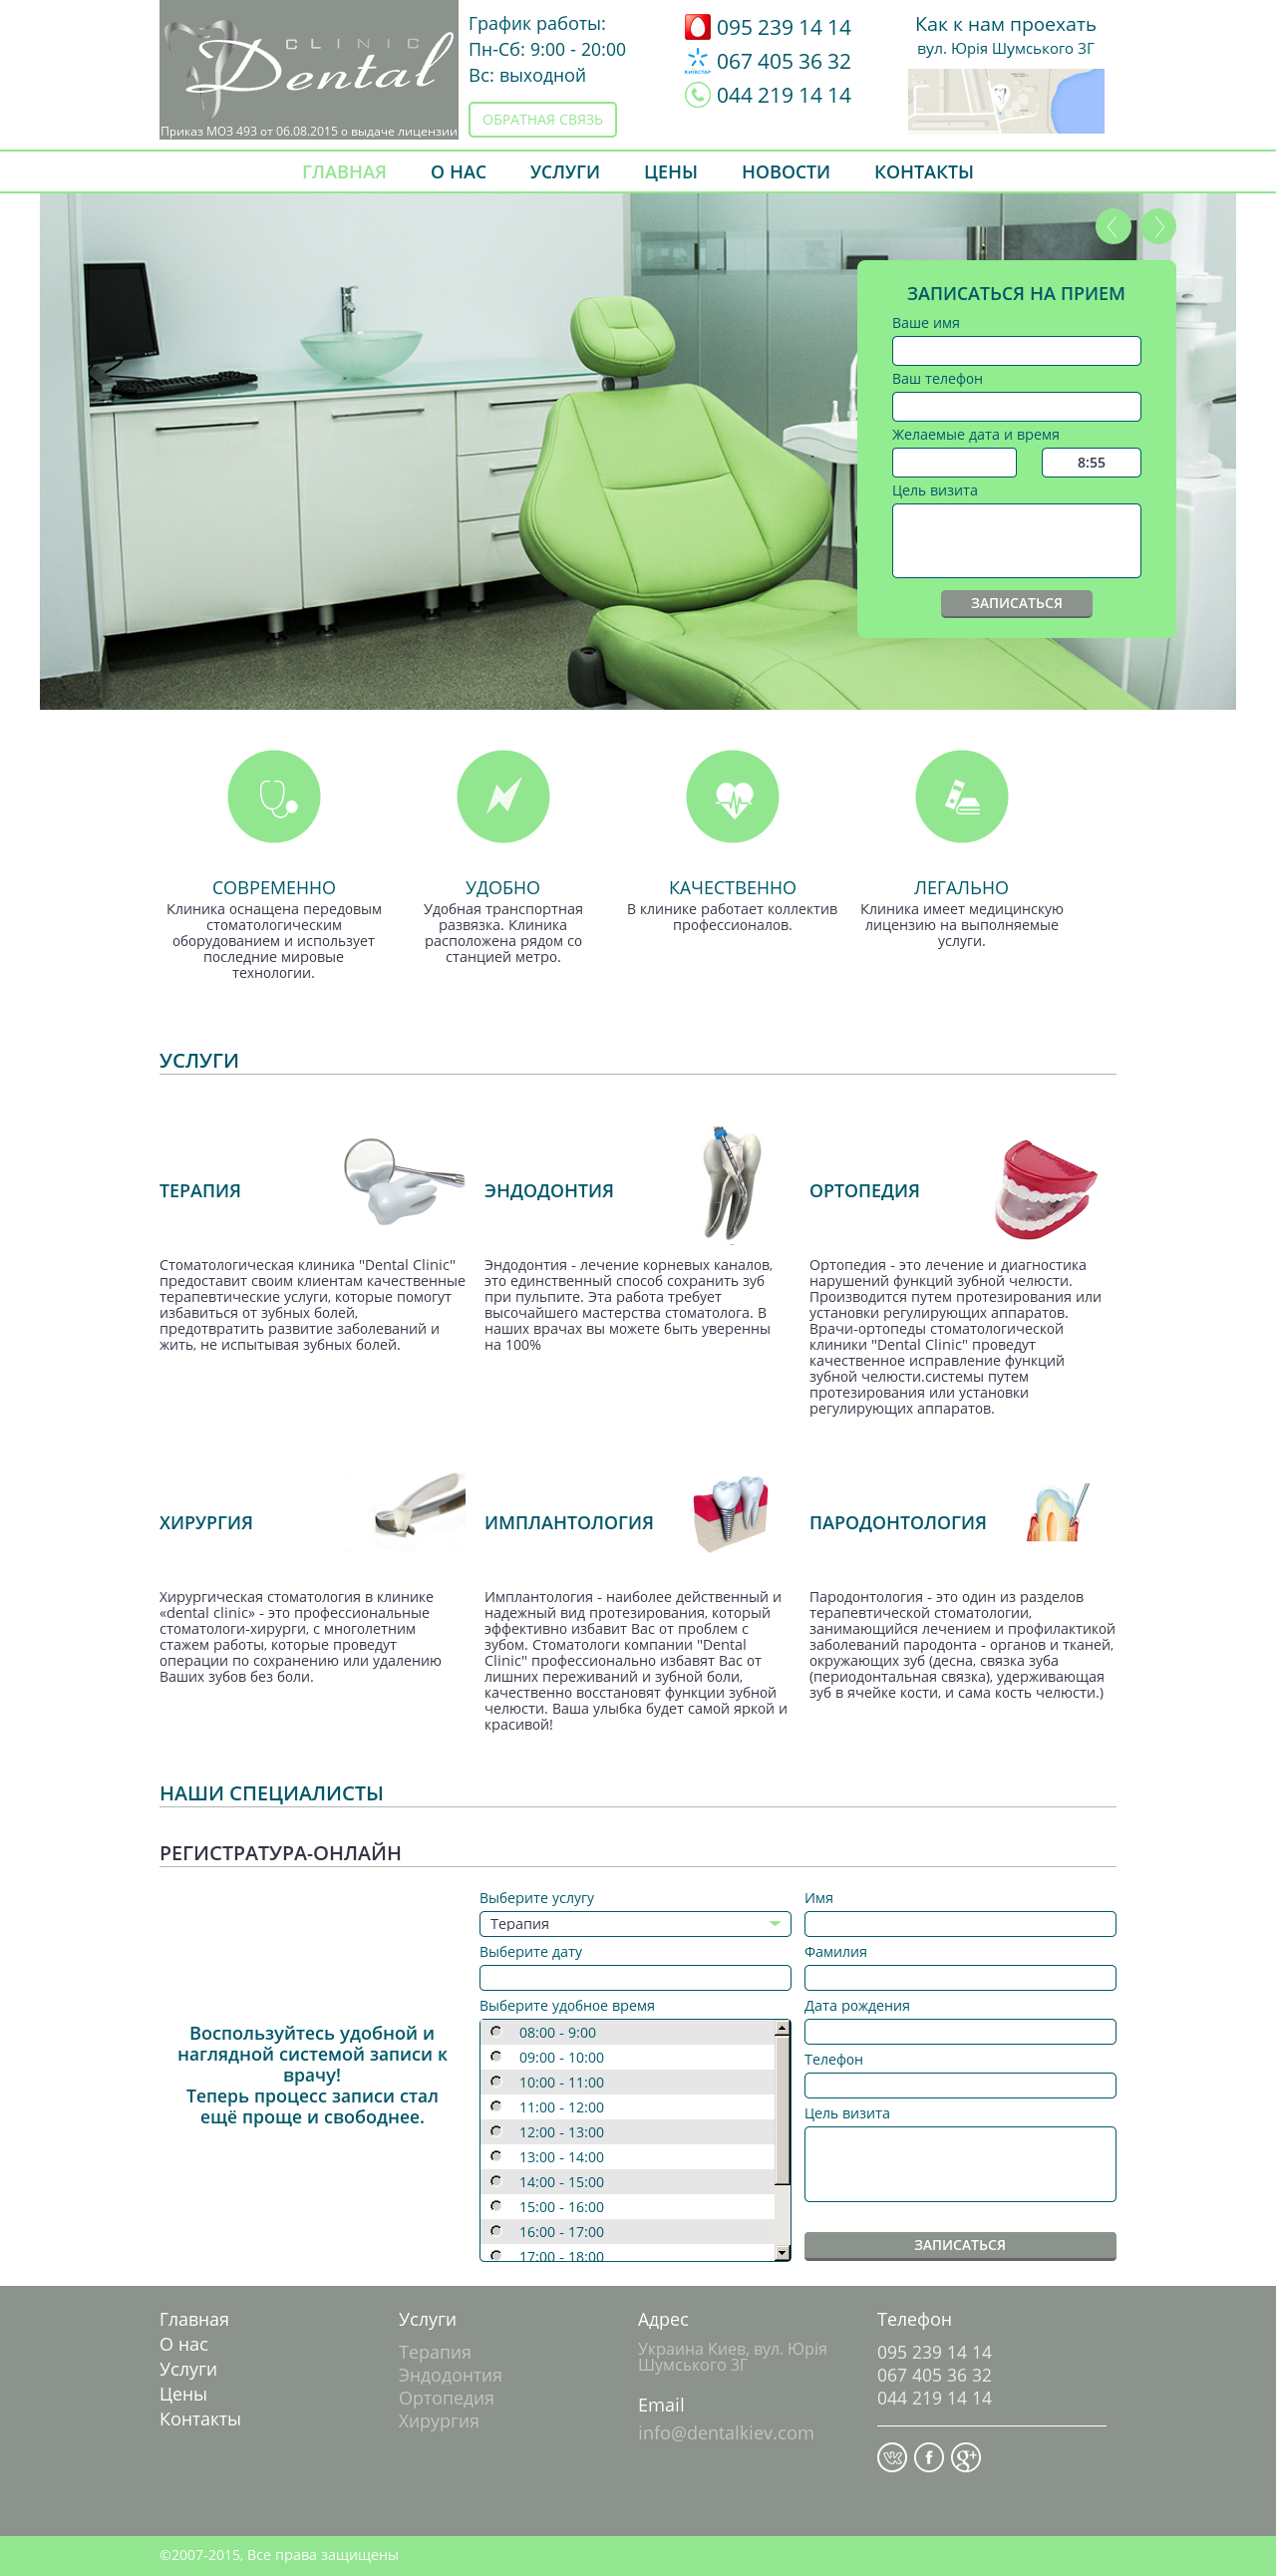 CLINIC
Dental
Приказ МОЗ 493 от 06.08.2015 о выдаче лицензии
График работы:
Пн-Сб: 9:00 - 20:00
Вс: выходной
ОБРАТНАЯ СВЯЗЬ
095 239 14 14
КИЇВСТАР
067 405 36 32
044 219 14 14
Как к нам проехать
вул. Юрія Шумського 3Г
ГЛАВНАЯ О НАС УСЛУГИ ЦЕНЫ НОВОСТИ КОНТАКТЫ
ЗАПИСАТЬСЯ НА ПРИЕМ
Ваше имя
Ваш телефон
Желаемые дата и время
8:55
Цель визита
ЗАПИСАТЬСЯ
СОВРЕМЕННО
Клиника оснащена передовым
стоматологическим
оборудованием и использует
последние мировые
технологии.
УДОБНО
Удобная транспортная
развязка. Клиника
расположена рядом со
станцией метро.
КАЧЕСТВЕННО
В клинике работает коллектив
профессионалов.
ЛЕГАЛЬНО
Клиника имеет медицинскую
лицензию на выполняемые
услуги.
УСЛУГИ
ТЕРАПИЯ
Стоматологическая клиника "Dental Clinic"
предоставит своим клиентам качественные
терапевтические услуги, которые помогут
избавиться от зубных болей,
предотвратить развитие заболеваний и
жить, не испытывая зубных болей.
ЭНДОДОНТИЯ
Эндодонтия - лечение корневых каналов,
это единственный способ сохранить зуб
при пульпите. Эта работа требует
высочайшего мастерства стоматолога. В
наших врачах вы можете быть уверенны
на 100%
ОРТОПЕДИЯ
Ортопедия - это лечение и диагностика
нарушений функций зубной челюсти.
Производится путем протезирования или
установки регулирующих аппаратов.
Врачи-ортопеды стоматологической
клиники "Dental Clinic" проведут
качественное исправление функций
зубной челюсти.системы путем
протезирования или установки
регулирующих аппаратов.
ХИРУРГИЯ
Хирургическая стоматология в клинике
«dental clinic» - это профессиональные
стоматологи-хирурги, с многолетним
стажем работы, которые проведут
операции по сохранению или удалению
Ваших зубов без боли.
ИМПЛАНТОЛОГИЯ
Имплантология - наиболее действенный и
надежный вид протезирования, который
эффективно избавит Вас от проблем с
зубом. Стоматологи компании "Dental
Clinic" профессионально избавят Вас от
лишних переживаний и зубной боли,
качественно восстановят функции зубной
челюсти. Ваша улыбка будет самой яркой и
красивой!
ПАРОДОНТОЛОГИЯ
Пародонтология - это один из разделов
терапевтической стоматологии,
занимающийся лечением и профилактикой
заболеваний пародонта - органов и тканей,
окружающих зуб (десна, связка зуба
(периодонтальная связка), удерживающая
зуб в ячейке кости, и сама кость челюсти.)
НАШИ СПЕЦИАЛИСТЫ
РЕГИСТРАТУРА-ОНЛАЙН
Воспользуйтесь удобной и
наглядной системой записи к
врачу!
Теперь процесс записи стал
ещё проще и свободнее.
Выберите услугу
Терапия
Выберите дату
Выберите удобное время
08:00 - 9:00
09:00 - 10:00
10:00 - 11:00
11:00 - 12:00
12:00 - 13:00
13:00 - 14:00
14:00 - 15:00
15:00 - 16:00
16:00 - 17:00
17:00 - 18:00
Имя
Фамилия
Дата рождения
Телефон
Цель визита
ЗАПИСАТЬСЯ
Главная
О нас
Услуги
Цены
Контакты
Услуги
Терапия
Эндодонтия
Ортопедия
Хирургия
Адрес
Украина Киев, вул. Юрія
Шумського 3Г
Email
info@dentalkiev.com
Телефон
095 239 14 14
067 405 36 32
044 219 14 14
©2007-2015, Все права защищены